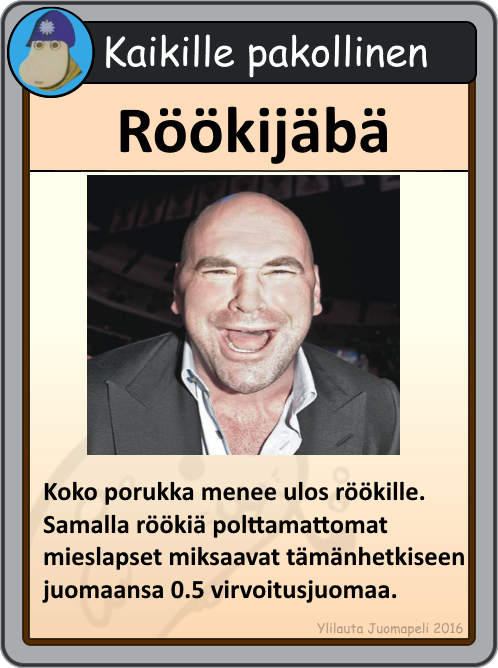 Kaikille pakollinen
Röökijäbä
Koko porukka menee ulos röökille.
Samalla röökiä polttamattomat
mieslapset miksaavat tämänhetkiseen
juomaansa 0.5 virvoitusjuomaa.
Ylilauta Juomapeli 2016